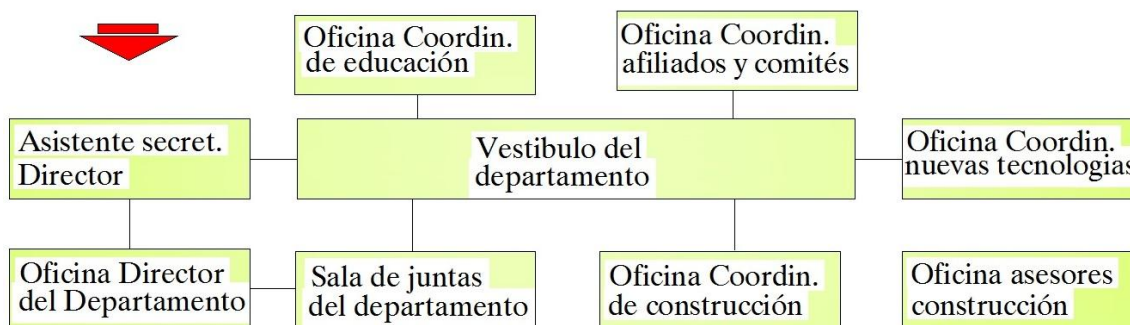 Oficina Coordin.
de educación
Oficina Coordin.
afiliados y comités
Asistente secret.
Director
Vestibulo del
departamento
Oficina Coordin.
nuevas tecnologias
Oficina Director
del Departamento
Sala de juntas
del departamento
Oficina Coordin.
de construcción
Oficina asesores
construcción